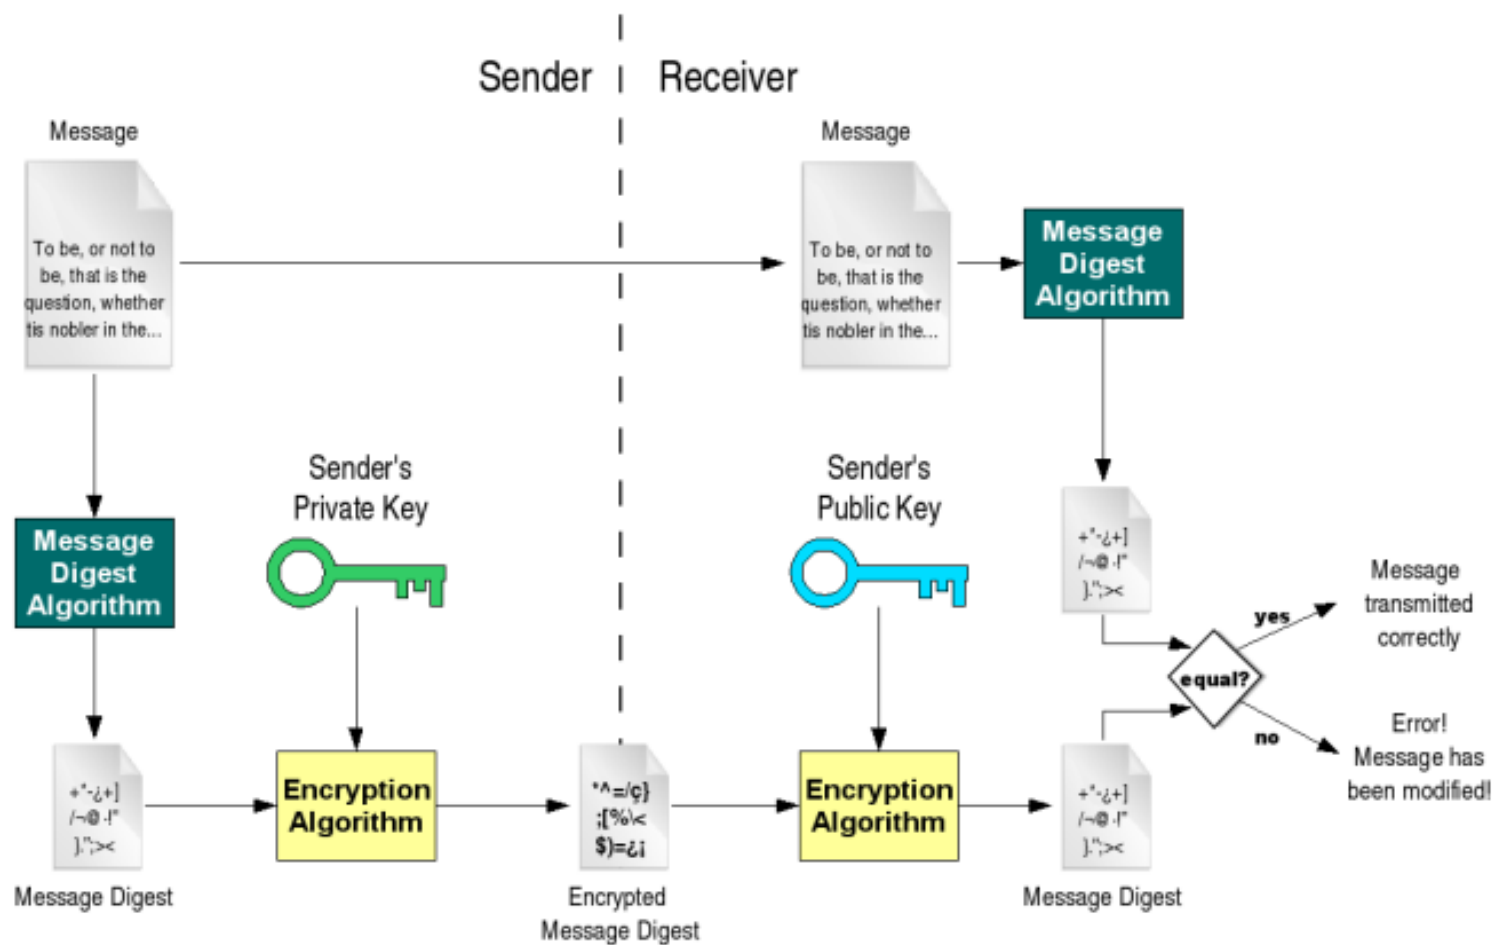 Sender
Receiver
Message
To be, or not to
be, that is the
question, whether
tis nobler in the...
Message
To be, or not to
be, that is the
question, whether
tis nobler in the...
Message
Digest
Algorithm
Sender's
Private Key
Sender's
Public Key
Message
Digest
Algorithm
+*-¿+]
/¬@·!"
}.";><
equal?
yes
Message
transmitted
correctly
no
Error!
Message has
been modified!
+*-¿+]
/¬@·!"
}.";><
Message Digest
Encryption
Algorithm
*^=/ç}
;[%\<
$)=¿¡
Encrypted
Message Digest
Encryption
Algorithm
+*-¿+]
/¬@·!"
}.";><
Message Digest